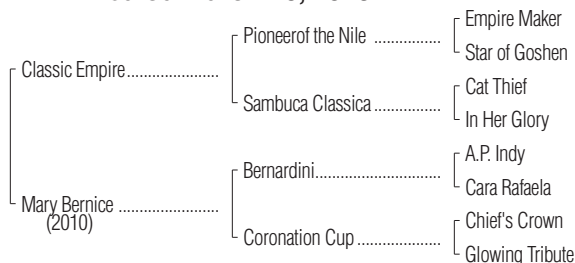 Empire Maker
Pioneerof the Nile
Star of Goshen
Classic Empire
Cat Thief
Sambuca Classica
In Her Glory
A.P. Indy
Bernardini
Cara Rafaela
Mary Bernice
(2010)
Chief's Crown
Coronation Cup
Glowing Tribute